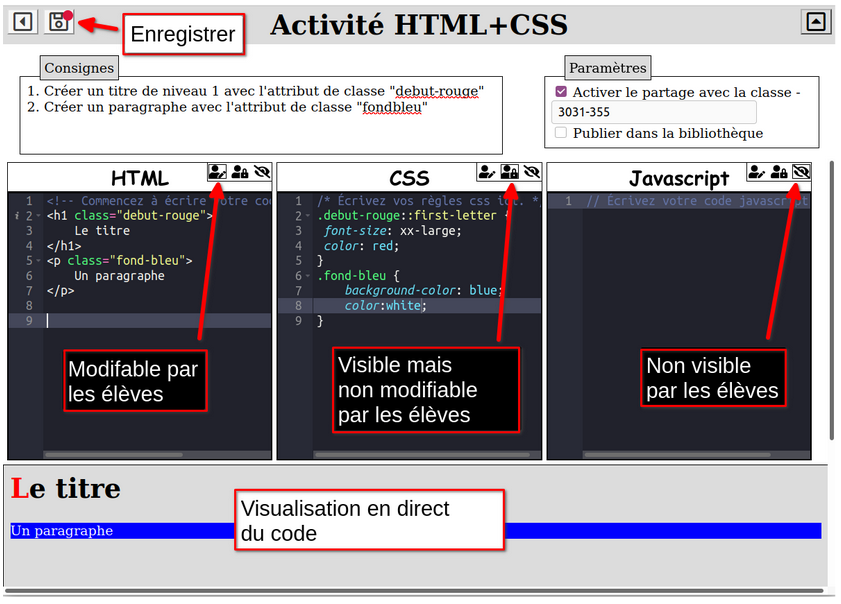 Enregistrer
Activité HTML+CSS
Consignes
1. Créer un titre de niveau 1 avec l'attribut de classe "debut-rouge"
2. Créer un paragraphe avec l'attribut de classe "fondbleu"
Paramètres
Activer le partage avec la classe -
3031-355
Publier dans la bibliothèque
HTML
1 <!-- Commencez à écrire votre co
i 2 <h1 class="debut-rouge">
3 Le titre
4 </h1>
5 <p class="fond-bleu">
6 Un paragraphe
7 </p>
8
9
Modifable par
les élèves
CSS
1 /* Écrivez vos règles css ici. *
2 .debut-rouge::first-letter {
3 font-size: xx-large;
4 color: red;
5 }
6 .fond-bleu {
7 background-color: blue;
8 color:white;
9 }
Visible mais
non modifiable
par les élèves
Javascript
1 // Écrivez votre code javascript
Non visible
par les élèves
Le titre
Un paragraphe
Visualisation en direct
du code